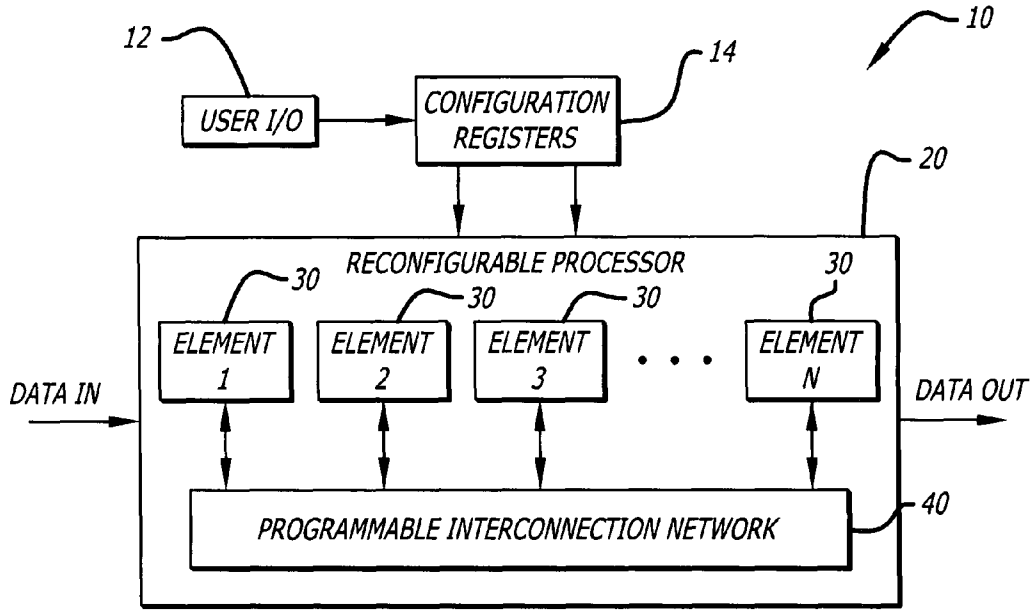 12
10
14
USER I/O
CONFIGURATION
REGISTERS
20
RECONFIGURABLE PROCESSOR
30
30
30
30
ELEMENT
1
ELEMENT
2
ELEMENT
3
• • •
ELEMENT
N
DATA IN
DATA OUT
PROGRAMMABLE INTERCONNECTION NETWORK
40